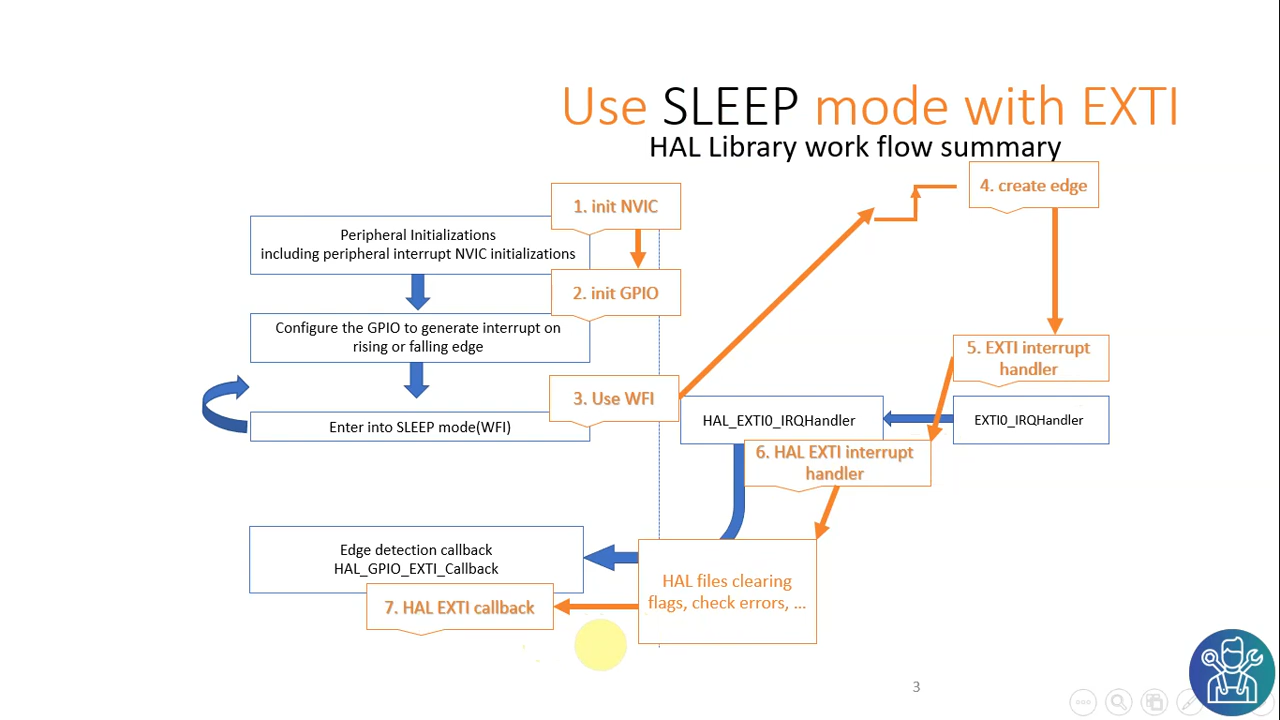 Use SLEEP mode with EXTI
HAL Library work flow summary
1. init NVIC
Peripheral Initializations
including peripheral interrupt NVIC initializations
2. init GPIO
Configure the GPIO to generate interrupt on
rising or falling edge
3. Use WFI
Enter into SLEEP mode(WFI)
4. create edge
5. EXTI interrupt
handler
EXTI0_IRQHandler
HAL_EXTI0_IRQHandler
6. HAL EXTI interrupt
handler
HAL files clearing
flags, check errors, ...
Edge detection callback
HAL_GPIO_EXTI_Callback
7. HAL EXTI callback
3